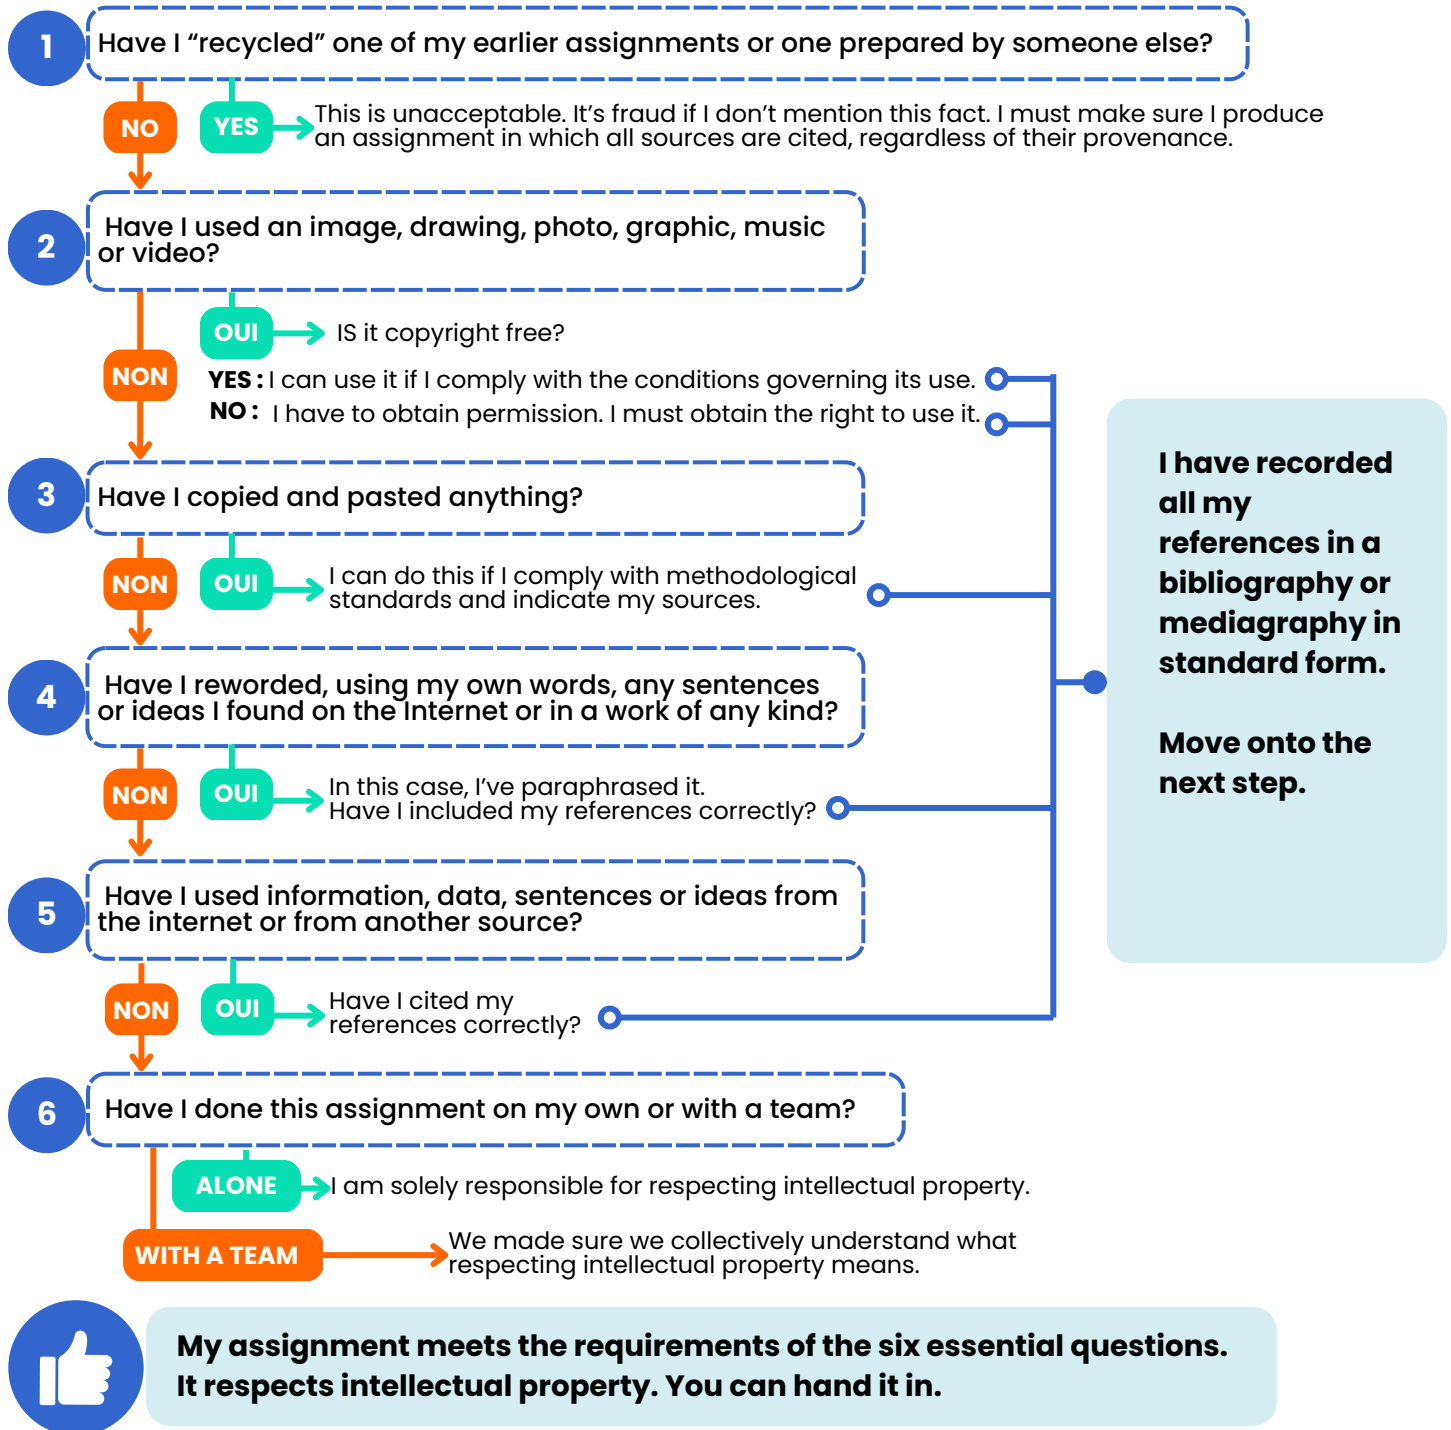 1
Have I “recycled” one of my earlier assignments or one prepared by someone else?
NO
YES
This is unacceptable. It’s fraud if I don’t mention this fact. I must make sure I produce
an assignment in which all sources are cited, regardless of their provenance.
2
Have I used an image, drawing, photo, graphic, music
or video?
OUI
IS it copyright free?
NON
YES : I can use it if I comply with the conditions governing its use.
NO : I have to obtain permission. I must obtain the right to use it.
3
Have I copied and pasted anything?
NON
OUI
I can do this if I comply with methodological
standards and indicate my sources.
4
Have I reworded, using my own words, any sentences
or ideas I found on the Internet or in a work of any kind?
NON
OUI
In this case, I’ve paraphrased it.
Have I included my references correctly?
5
Have I used information, data, sentences or ideas from
the internet or from another source?
NON
OUI
Have I cited my
references correctly?
I have recorded
all my
references in a
bibliography or
mediagraphy in
standard form.
Move onto the
next step.
6
Have I done this assignment on my own or with a team?
ALONE
I am solely responsible for respecting intellectual property.
WITH A TEAM
We made sure we collectively understand what
respecting intellectual property means.
My assignment meets the requirements of the six essential questions.
It respects intellectual property. You can hand it in.